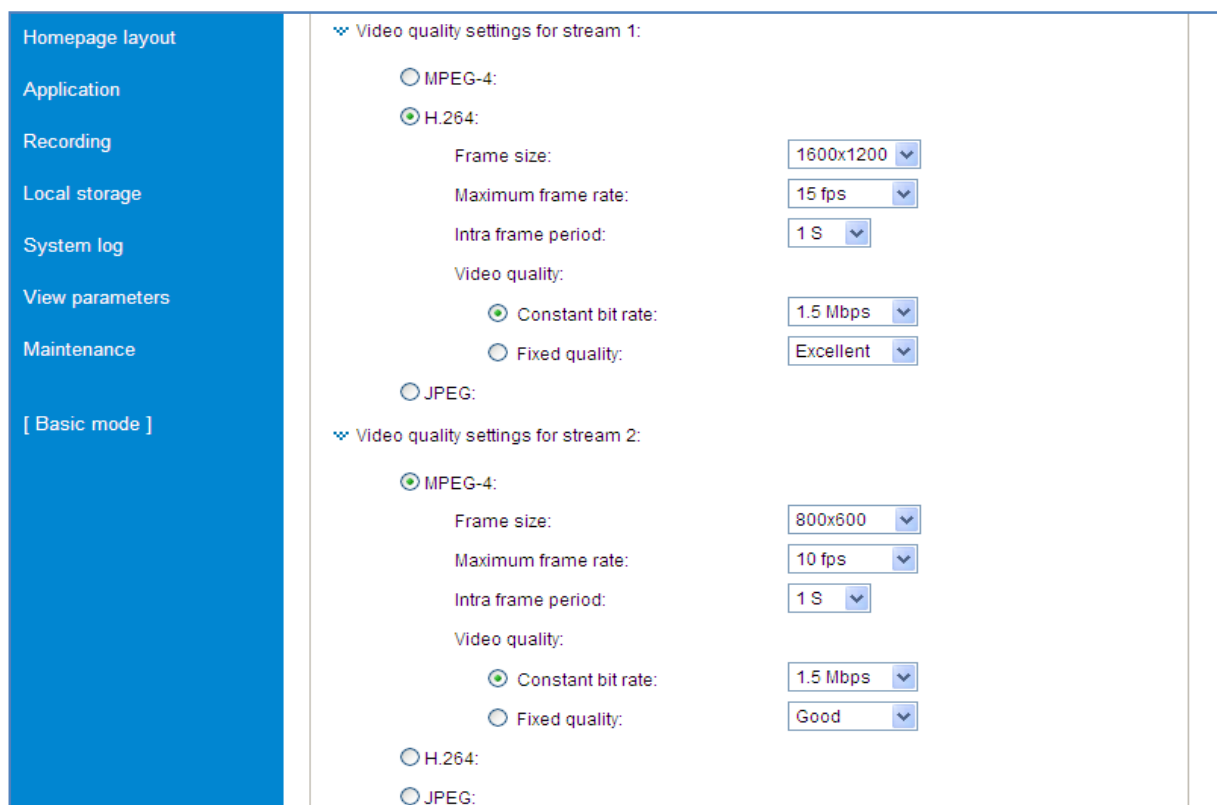 Homepage layout
Application
Recording
Local storage
System log
View parameters
Maintenance
[ Basic mode ]
Video quality settings for stream 1:
MPEG-4:
H.264:
Frame size: 1600x1200
Maximum frame rate: 15 fps
Intra frame period: 1 S
Video quality:
Constant bit rate: 1.5 Mbps
Fixed quality: Excellent
JPEG:
Video quality settings for stream 2:
MPEG-4:
Frame size: 800x600
Maximum frame rate: 10 fps
Intra frame period: 1 S
Video quality:
Constant bit rate: 1.5 Mbps
Fixed quality: Good
H.264:
JPEG: